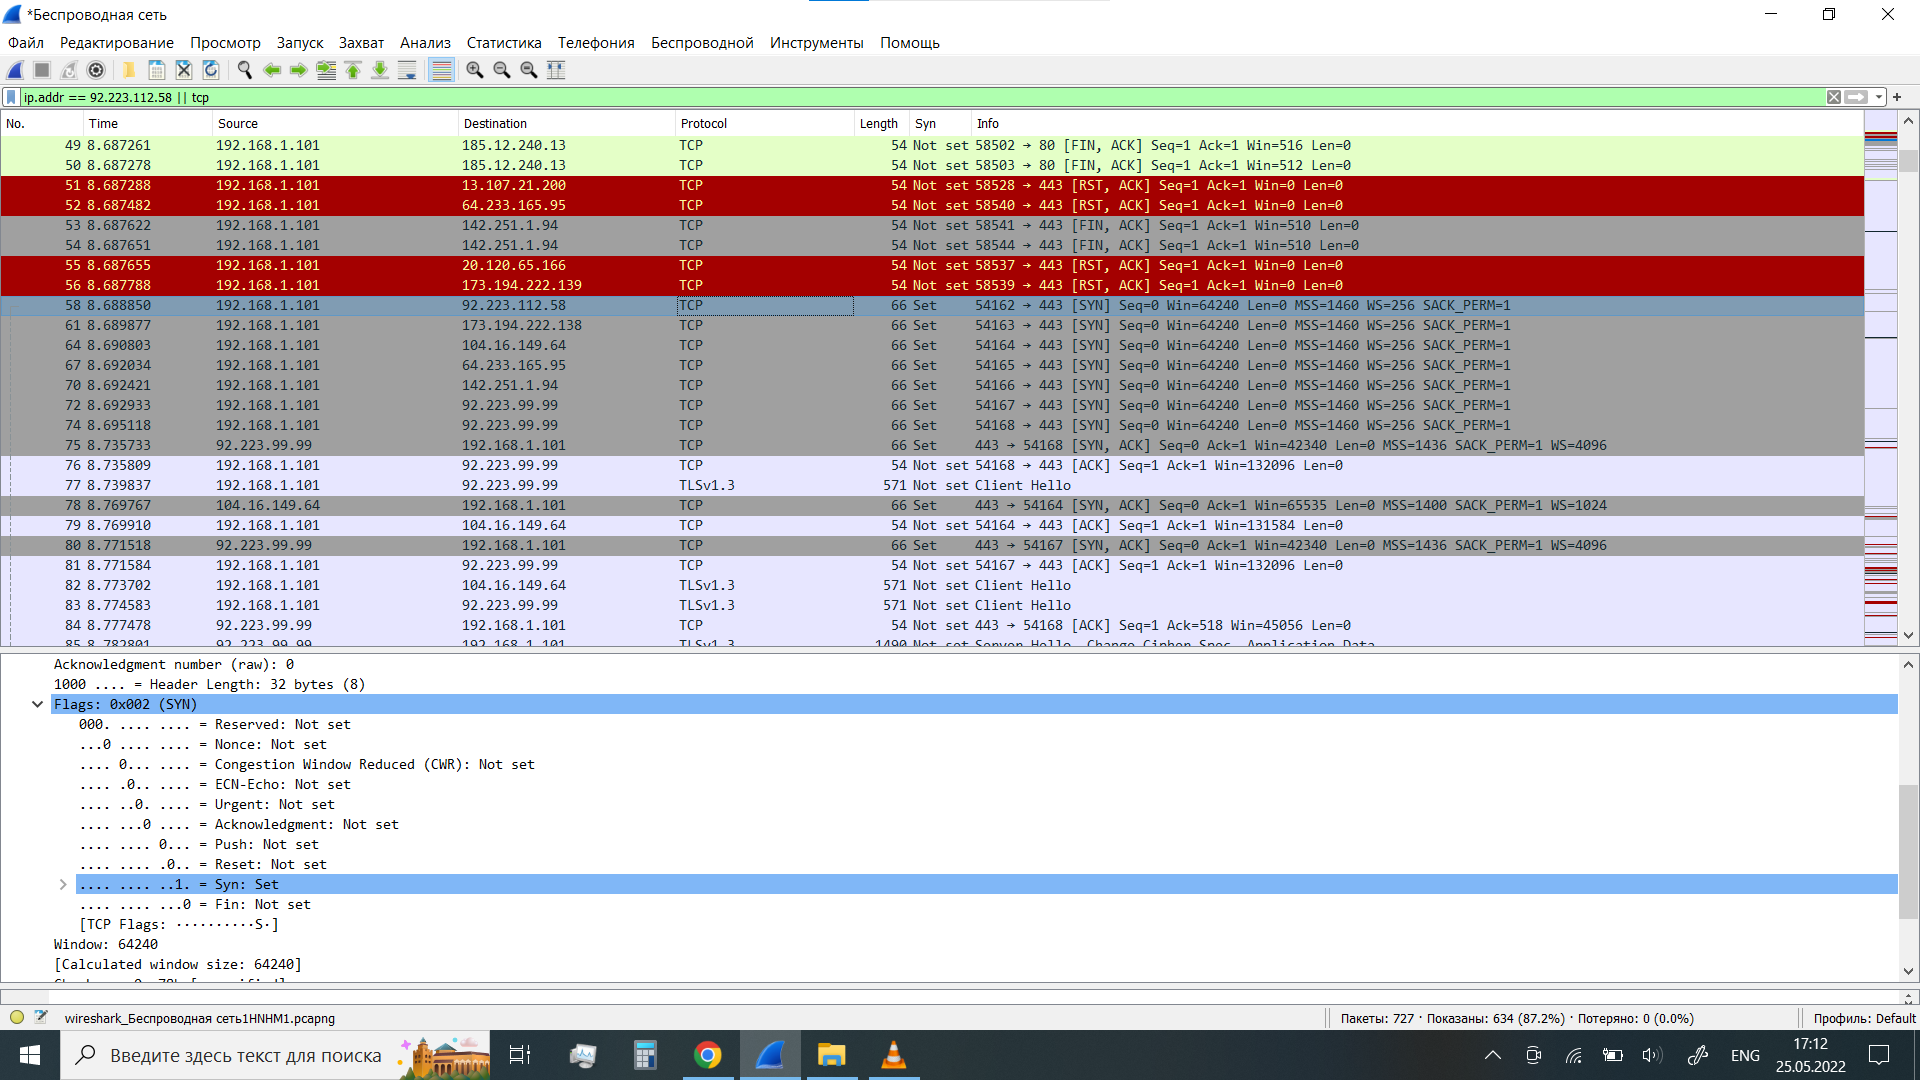 *Беспроводная сеть
Файл Редактирование Просмотр Запуск Захват Анализ Статистика Телефония Беспроводной Инструменты Помощь
ip.addr == 92.223.112.58 || tcp
No. Time Source Destination Protocol Length Syn Info
49 8.687261 192.168.1.101 185.12.240.13 TCP 54 Not set 58502 → 80 [FIN, ACK] Seq=1 Ack=1 Win=516 Len=0
50 8.687278 192.168.1.101 185.12.240.13 TCP 54 Not set 58503 → 80 [FIN, ACK] Seq=1 Ack=1 Win=512 Len=0
51 8.687288 192.168.1.101 13.107.21.200 TCP 54 Not set 58528 → 443 [RST, ACK] Seq=1 Ack=1 Win=0 Len=0
52 8.687482 192.168.1.101 64.233.165.95 TCP 54 Not set 58540 → 443 [RST, ACK] Seq=1 Ack=1 Win=0 Len=0
53 8.687622 192.168.1.101 142.251.1.94 TCP 54 Not set 58541 → 443 [FIN, ACK] Seq=1 Ack=1 Win=510 Len=0
54 8.687651 192.168.1.101 142.251.1.94 TCP 54 Not set 58544 → 443 [FIN, ACK] Seq=1 Ack=1 Win=510 Len=0
55 8.687655 192.168.1.101 20.120.65.166 TCP 54 Not set 58537 → 443 [RST, ACK] Seq=1 Ack=1 Win=0 Len=0
56 8.687788 192.168.1.101 173.194.222.139 TCP 54 Not set 58539 → 443 [RST, ACK] Seq=1 Ack=1 Win=0 Len=0
58 8.688850 192.168.1.101 92.223.112.58 TCP 66 Set 54162 → 443 [SYN] Seq=0 Win=64240 Len=0 MSS=1460 WS=256 SACK_PERM=1
61 8.689877 192.168.1.101 173.194.222.138 TCP 66 Set 54163 → 443 [SYN] Seq=0 Win=64240 Len=0 MSS=1460 WS=256 SACK_PERM=1
64 8.690803 192.168.1.101 104.16.149.64 TCP 66 Set 54164 → 443 [SYN] Seq=0 Win=64240 Len=0 MSS=1460 WS=256 SACK_PERM=1
67 8.692034 192.168.1.101 64.233.165.95 TCP 66 Set 54165 → 443 [SYN] Seq=0 Win=64240 Len=0 MSS=1460 WS=256 SACK_PERM=1
70 8.692421 192.168.1.101 142.251.1.94 TCP 66 Set 54166 → 443 [SYN] Seq=0 Win=64240 Len=0 MSS=1460 WS=256 SACK_PERM=1
72 8.692933 192.168.1.101 92.223.99.99 TCP 66 Set 54167 → 443 [SYN] Seq=0 Win=64240 Len=0 MSS=1460 WS=256 SACK_PERM=1
74 8.695118 192.168.1.101 92.223.99.99 TCP 66 Set 54168 → 443 [SYN] Seq=0 Win=64240 Len=0 MSS=1460 WS=256 SACK_PERM=1
75 8.735733 92.223.99.99 192.168.1.101 TCP 66 Set 443 → 54168 [SYN, ACK] Seq=0 Ack=1 Win=42340 Len=0 MSS=1436 SACK_PERM=1 WS=4096
76 8.735809 192.168.1.101 92.223.99.99 TCP 54 Not set 54168 → 443 [ACK] Seq=1 Ack=1 Win=132096 Len=0
77 8.739837 192.168.1.101 92.223.99.99 TLSv1.3 571 Not set Client Hello
78 8.769767 104.16.149.64 192.168.1.101 TCP 66 Set 443 → 54164 [SYN, ACK] Seq=0 Ack=1 Win=65535 Len=0 MSS=1400 SACK_PERM=1 WS=1024
79 8.769910 192.168.1.101 104.16.149.64 TCP 54 Not set 54164 → 443 [ACK] Seq=1 Ack=1 Win=131584 Len=0
80 8.771518 92.223.99.99 192.168.1.101 TCP 66 Set 443 → 54167 [SYN, ACK] Seq=0 Ack=1 Win=42340 Len=0 MSS=1436 SACK_PERM=1 WS=4096
81 8.771584 192.168.1.101 92.223.99.99 TCP 54 Not set 54167 → 443 [ACK] Seq=1 Ack=1 Win=132096 Len=0
82 8.773702 192.168.1.101 104.16.149.64 TLSv1.3 571 Not set Client Hello
83 8.774583 192.168.1.101 92.223.99.99 TLSv1.3 571 Not set Client Hello
84 8.777478 92.223.99.99 192.168.1.101 TCP 54 Not set 443 → 54168 [ACK] Seq=1 Ack=518 Win=45056 Len=0
85 8.782801 92.223.99.99 192.168.1.101 TLSv1.3 1490 Not set Server Hello, Change Cipher Spec, Application Data
Acknowledgment number (raw): 0
1000 .... = Header Length: 32 bytes (8)
Flags: 0x002 (SYN)
000. .... .... = Reserved: Not set
...0 .... .... = Nonce: Not set
.... 0... .... = Congestion Window Reduced (CWR): Not set
.... .0.. .... = ECN-Echo: Not set
.... ..0. .... = Urgent: Not set
.... ...0 .... = Acknowledgment: Not set
.... .... 0... = Push: Not set
.... .... .0.. = Reset: Not set
.... .... ..1. = Syn: Set
.... .... ...0 = Fin: Not set
[TCP Flags: ··········S·]
Window: 64240
[Calculated window size: 64240]
wireshark_Беспроводная сеть1HNHM1.pcapng Пакеты: 727 · Показаны: 634 (87.2%) · Потеряно: 0 (0.0%) Профиль: Default
Введите здесь текст для поиска ENG 17:12
25.05.2022